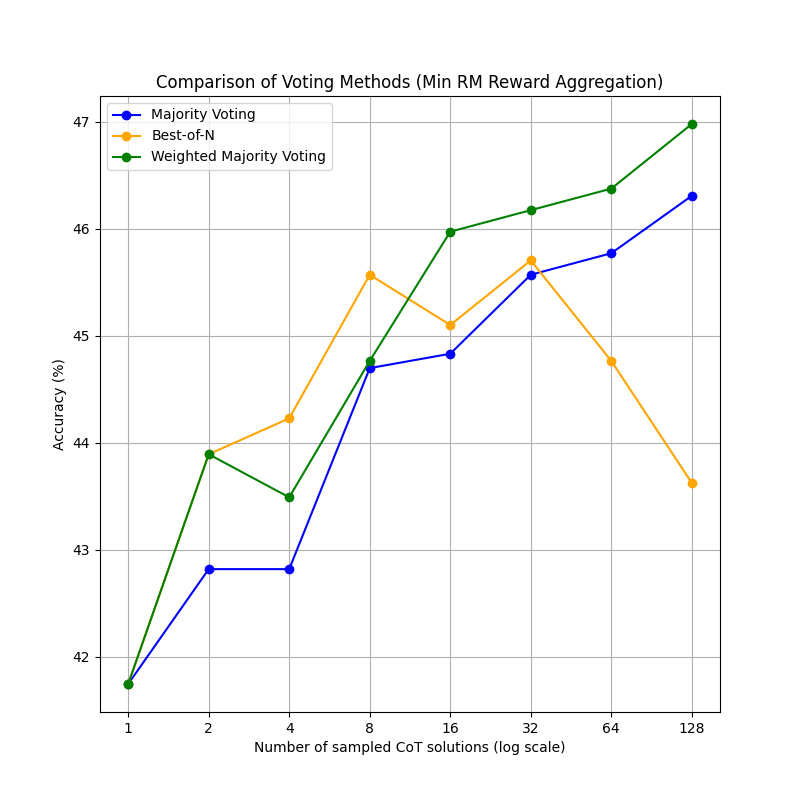 Comparison of Voting Methods (Min RM Reward Aggregation)
Majority Voting
Best-of-N
Weighted Majority Voting
47
46
45
44
43
42
Accuracy (%)
1 2 4 8 16 32 64 128
Number of sampled CoT solutions (log scale)